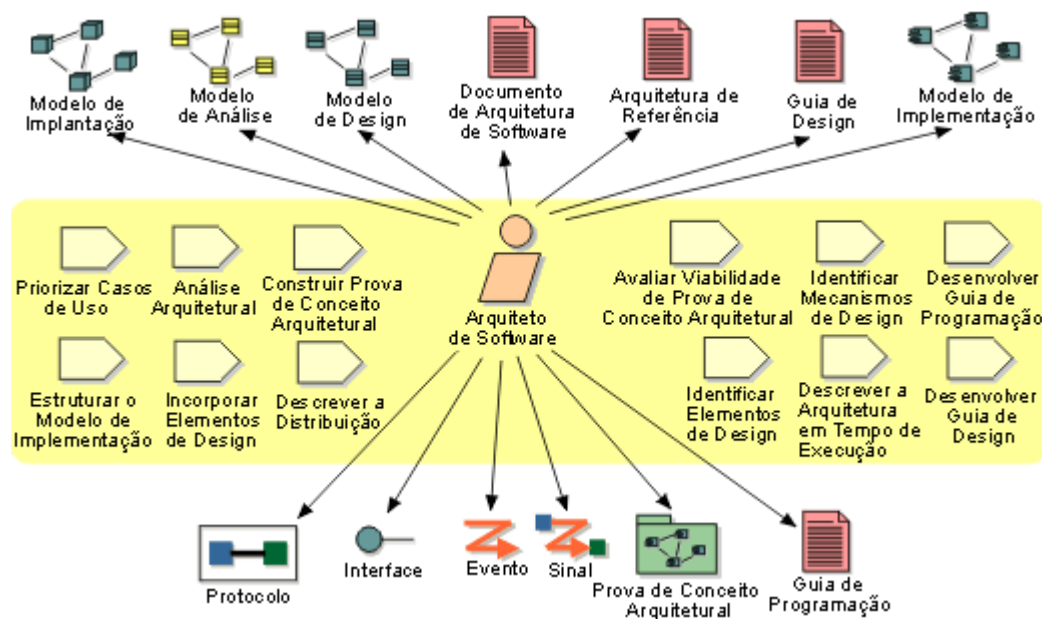 Modelo de
Implantação
Modelo
de Análise
Modelo
de Design
Documento
de Arquitetura
de Software
Arquitetura de
Referência
Guia de
Design
Modelo de
Implementação
Priorizar Casos
de Uso
Análise
Arquitetural
Construir Prova
de Conceito
Arquitetural
Arquiteto
de Software
Avaliar Viabilidade
de Prova de
Conceito Arquitetural
Identificar
Mecanismos
de Design
Desenvolver
Guia de
Programação
Estruturar o
Modelo de
Implementação
Incorporar
Elementos
de Design
Descrever a
Distribuição
Identificar
Elementos
de Design
Descrever a
Arquitetura
em Tempo de
Execução
Desenvolver
Guia de
Design
Protocolo
Interface
Evento
Sinal
Prova de Conceito
Arquitetural
Guia de
Programação